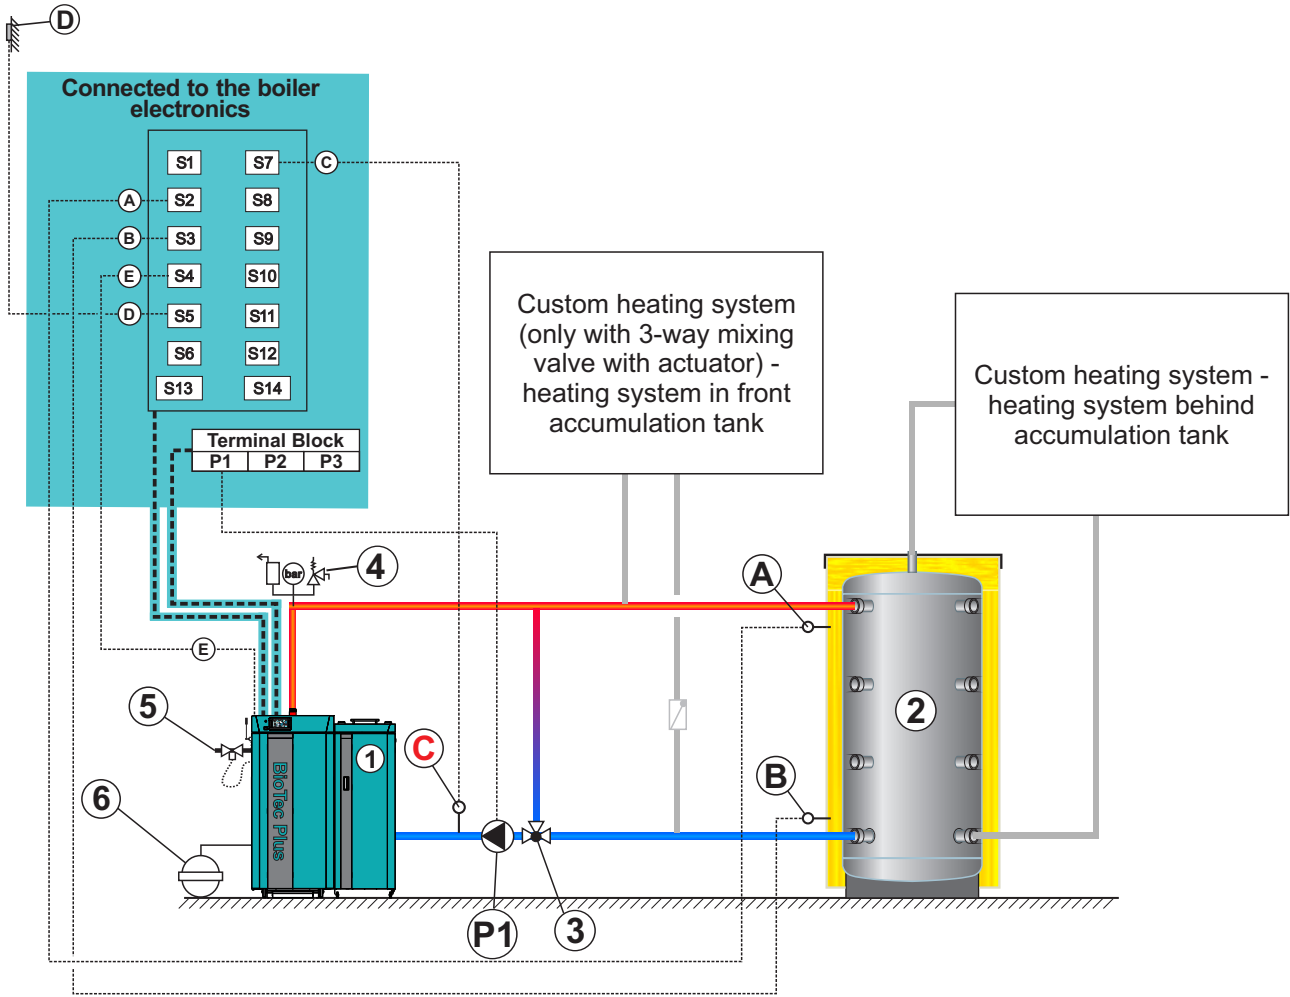 D
Connected to the boiler
electronics
S1 S7 C
A S2 S8
B S3 S9
E S4 S10
D S5 S11
S6 S12
S13 S14
Terminal Block
P1 P2 P3
Custom heating system
(only with 3-way mixing
valve with actuator) -
heating system in front
accumulation tank
Custom heating system -
heating system behind
accumulation tank
bar
4
A
E
5
1
C
2
B
BioTec Plus
6
P1
3